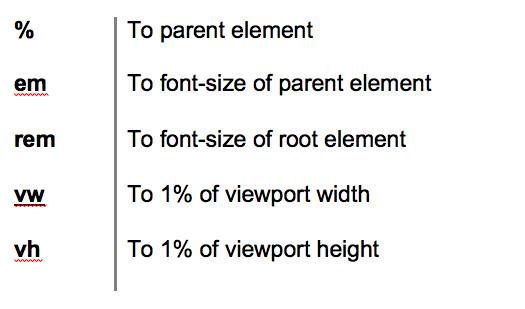 % To parent element
em To font-size of parent element
rem To font-size of root element
vw To 1% of viewport width
vh To 1% of viewport height